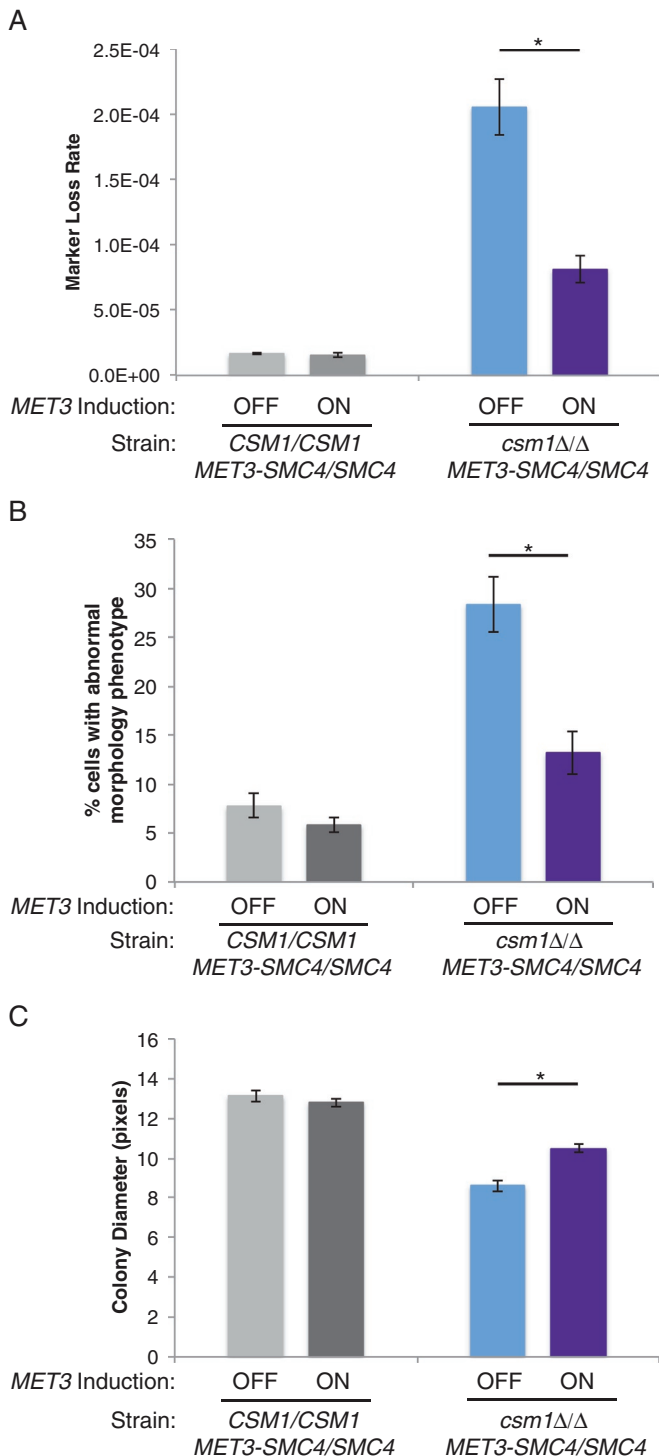 A
2.5E-04
2.0E-04
1.5E-04
1.0E-04
5.0E-05
0.0E+00
Marker Loss Rate
*
MET3 Induction: OFF ON OFF ON
Strain: CSM1/CSM1 csm1Δ/Δ
MET3-SMC4/SMC4 MET3-SMC4/SMC4
B
35
30
25
20
15
10
5
0
% cells with abnormal
morphology phenotype
*
MET3 Induction: OFF ON OFF ON
Strain: CSM1/CSM1 csm1Δ/Δ
MET3-SMC4/SMC4 MET3-SMC4/SMC4
C
16
14
12
10
8
6
4
2
0
Colony Diameter (pixels)
*
MET3 Induction: OFF ON OFF ON
Strain: CSM1/CSM1 csm1Δ/Δ
MET3-SMC4/SMC4 MET3-SMC4/SMC4